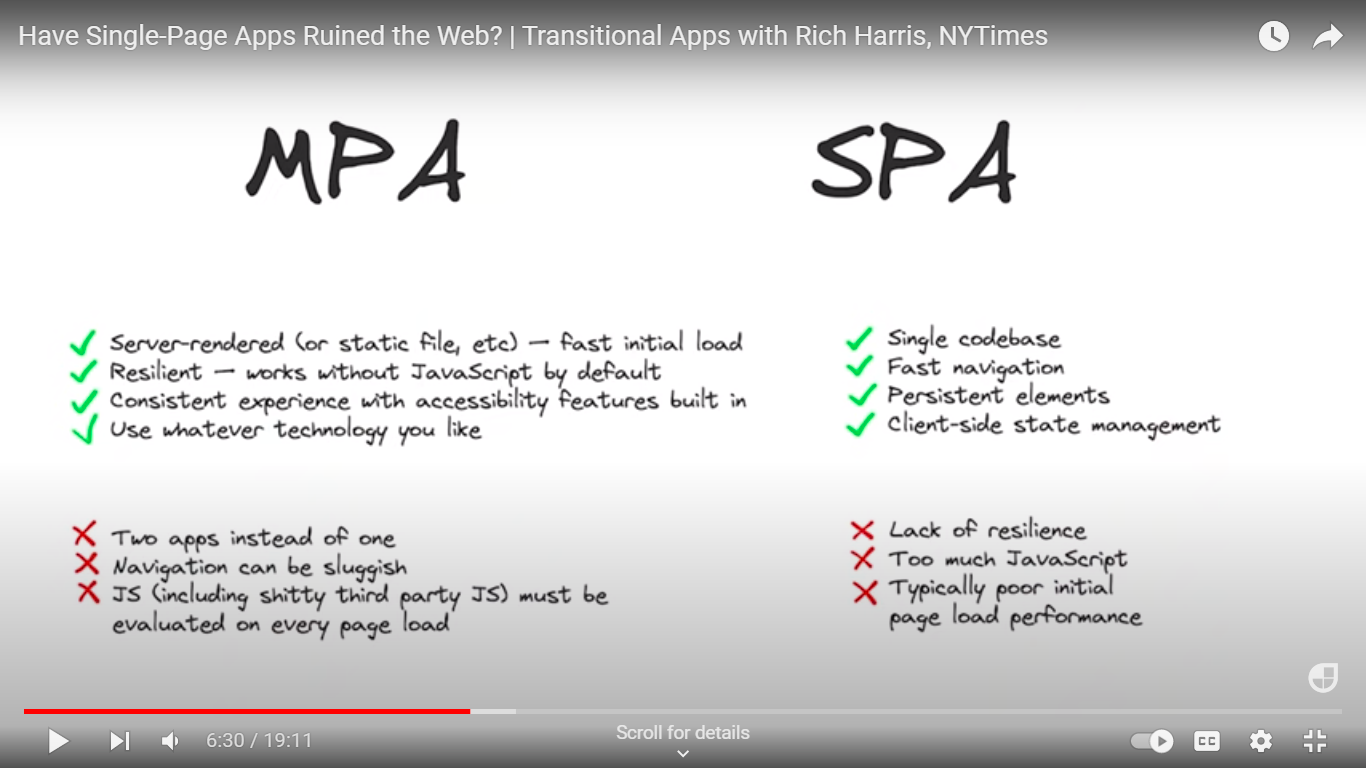 Have Single-Page Apps Ruined the Web? | Transitional Apps with Rich Harris, NYTimes
MPA
Server-rendered (or static file, etc) — fast initial load
Resilient — works without JavaScript by default
Consistent experience with accessibility features built in
Use whatever technology you like
Two apps instead of one
Navigation can be sluggish
JS (including shitty third party JS) must be
evaluated on every page load
SPA
Single codebase
Fast navigation
Persistent elements
Client-side state management
Lack of resilience
Too much JavaScript
Typically poor initial
page load performance
6:30 / 19:11
Scroll for details
CC